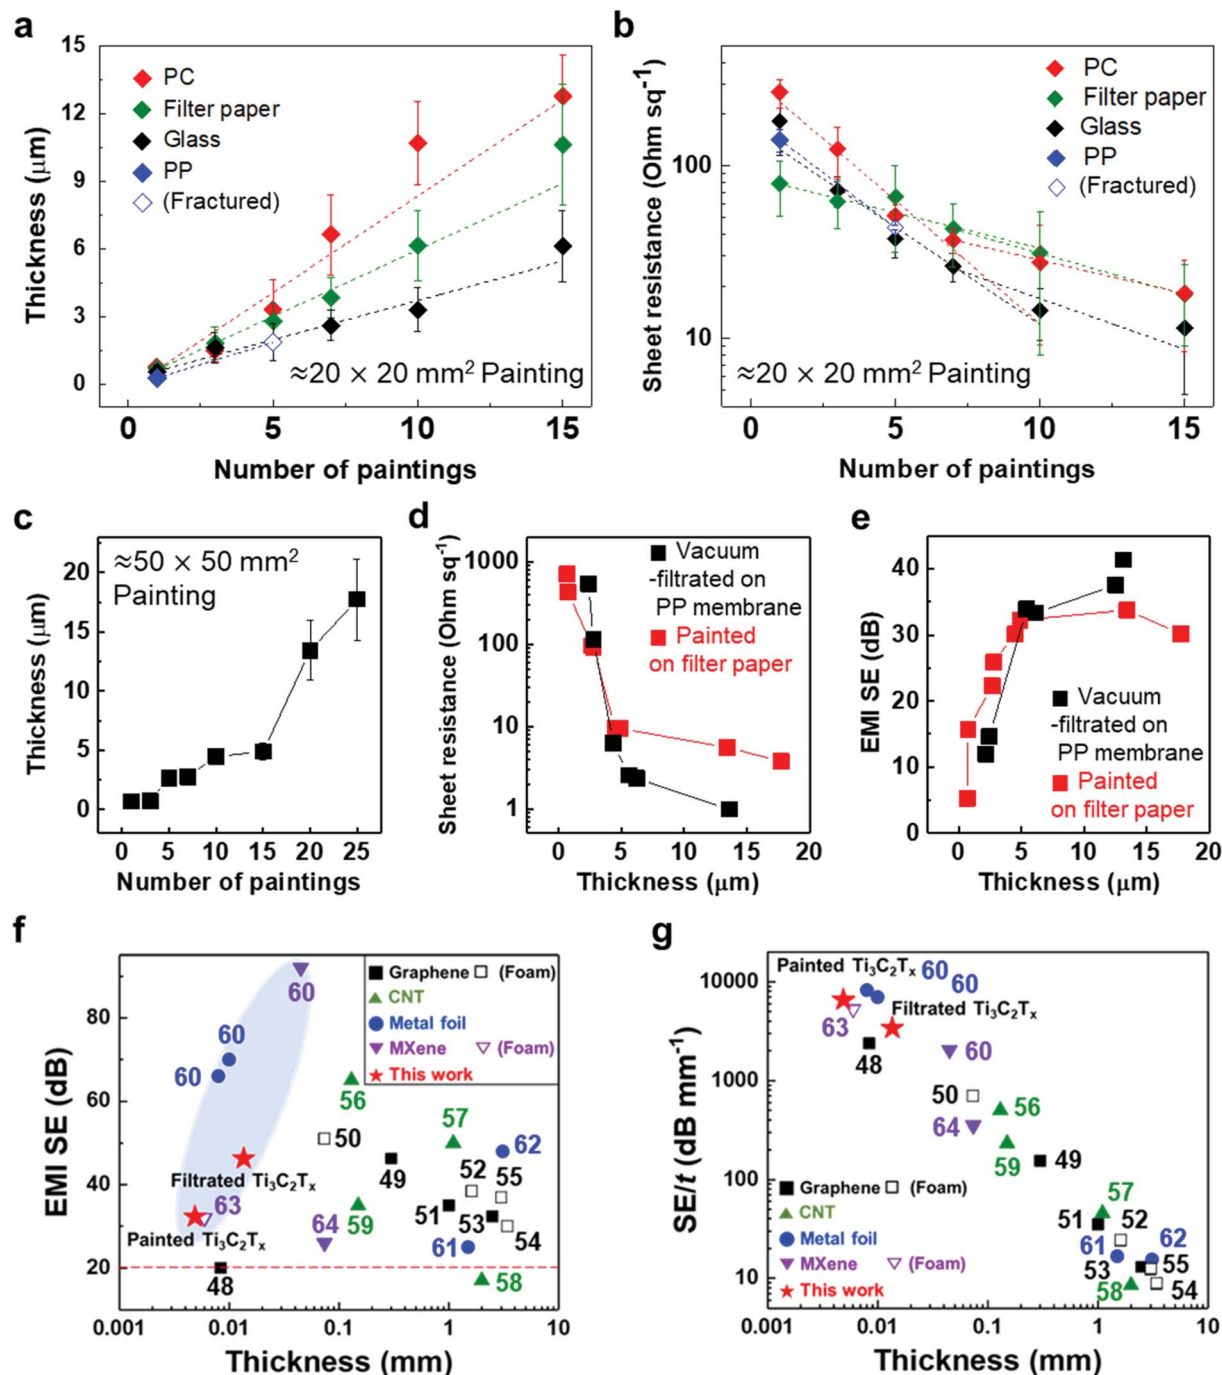 a
15
12
9
6
3
0
Thickness (μm)
PC
Filter paper
Glass
PP
(Fractured)
≈20 × 20 mm² Painting
0 5 10 15
Number of paintings
b
Sheet resistance (Ohm sq⁻¹)
100
10
PC
Filter paper
Glass
PP
(Fractured)
≈20 × 20 mm² Painting
0 5 10 15
Number of paintings
c
≈50 × 50 mm²
Painting
Thickness (μm)
20
15
10
5
0
0 5 10 15 20 25
Number of paintings
d
Sheet resistance (Ohm sq⁻¹)
1000
100
10
1
Vacuum
-filtrated on
PP membrane
Painted
on filter paper
0 5 10 15 20
Thickness (μm)
e
EMI SE (dB)
40
30
20
10
0
Vacuum
-filtrated on
PP membrane
Painted
on filter paper
0 5 10 15 20
Thickness (μm)
f
EMI SE (dB)
80
60
40
20
Graphene (Foam)
CNT
Metal foil
MXene (Foam)
This work
60
60
60
56
50
57
62
49
52
55
Filtrated Ti₃C₂Tₓ
63
59
51
53
54
Painted Ti₃C₂Tₓ
64
61
48
58
0.001 0.01 0.1 1 10
Thickness (mm)
g
SE/t (dB mm⁻¹)
10000
1000
100
10
Painted Ti₃C₂Tₓ
60
60
63
Filtrated Ti₃C₂Tₓ
48
60
50
64
56
59
49
57
51
52
61
62
53
55
58
54
Graphene (Foam)
CNT
Metal foil
MXene (Foam)
This work
0.001 0.01 0.1 1 10
Thickness (mm)